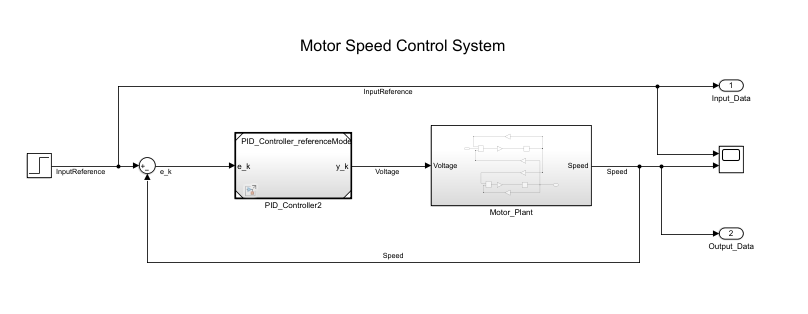 Motor Speed Control System
InputReference
1
Input_Data
PID_Controller_referenceMode
e_k
y_k
PID_Controller2
InputReference
+
-
e_k
Voltage
Voltage
Speed
Motor_Plant
Speed
2
Output_Data
Speed